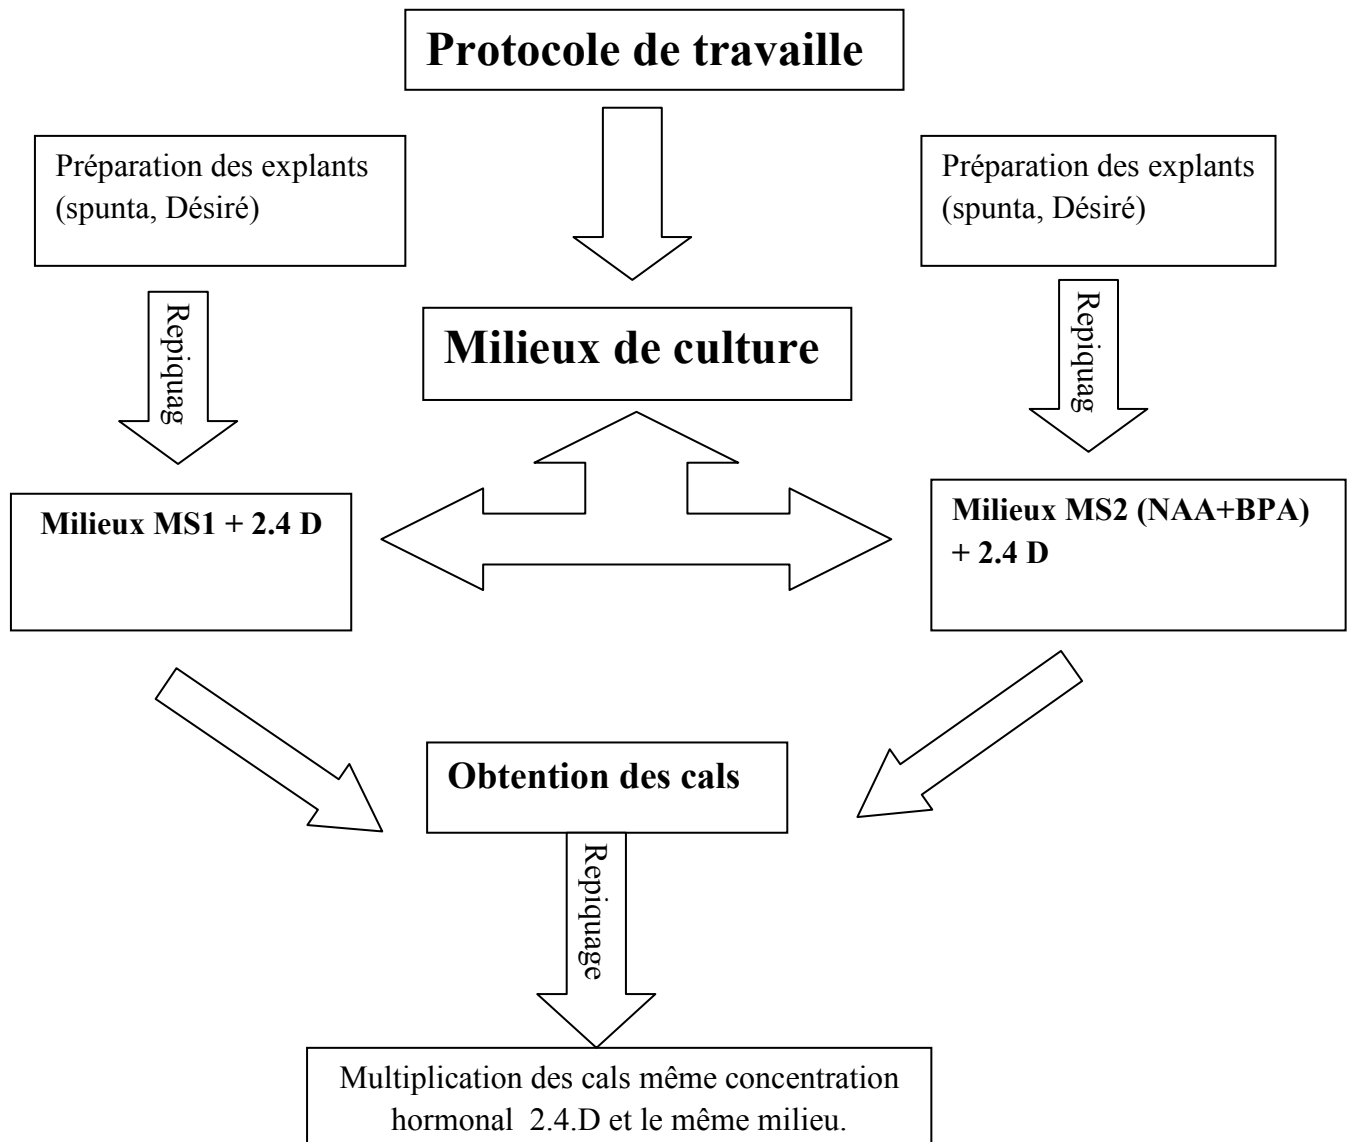 Protocole de travaille
Préparation des explants
(spunta, Désiré)
Préparation des explants
(spunta, Désiré)
Repiquag
Milieux de culture
Repiquag
Milieux MS1 + 2.4 D
Milieux MS2 (NAA+BPA)
+ 2.4 D
Obtention des cals
Repiquage
Multiplication des cals même concentration
hormonal 2.4.D et le même milieu.